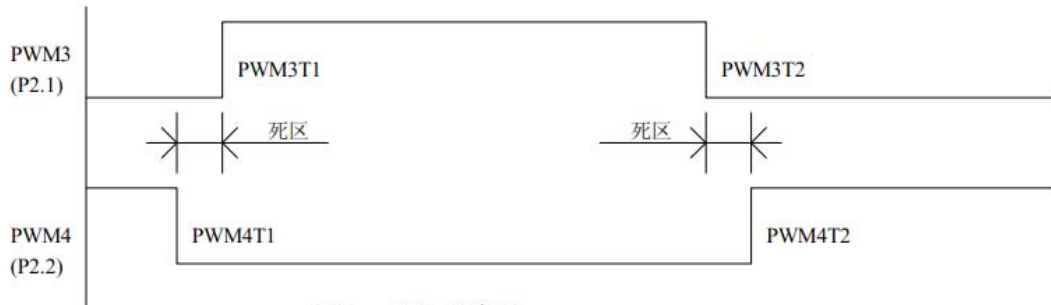 PWM3
(P2.1)
PWM3T1
PWM3T2
死区
死区
PWM4
(P2.2)
PWM4T1
PWM4T2